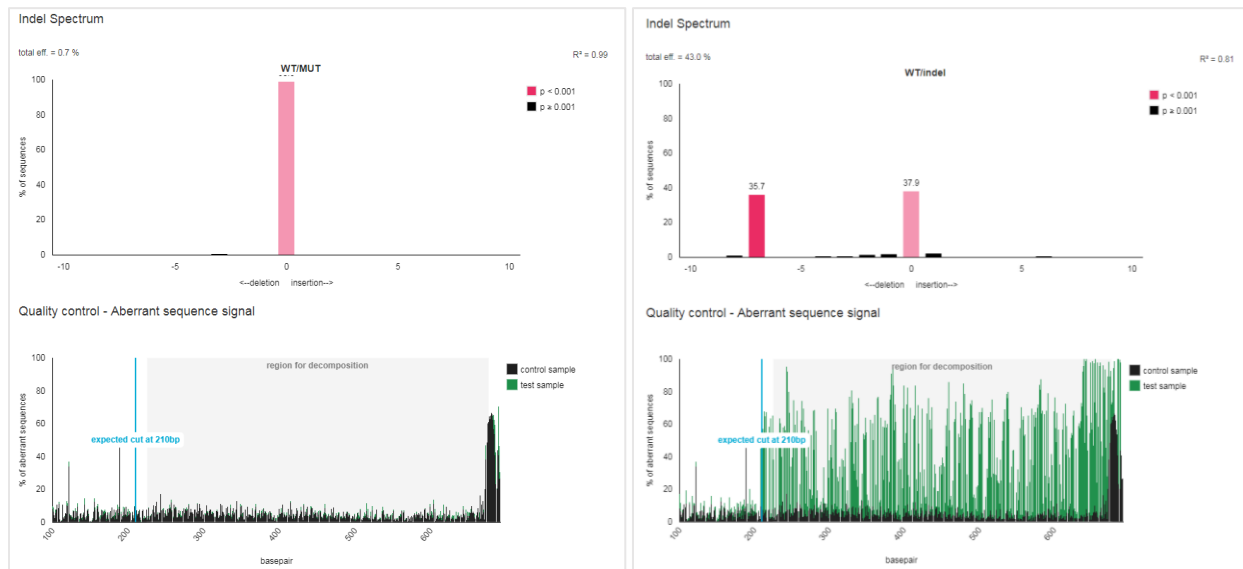 Indel Spectrum
total eff. = 0.7 %
R² = 0.99
WT/MUT
p < 0.001
p ≥ 0.001
% of sequences
100
80
60
40
20
0
-10
-5
0
5
10
<--deletion insertion-->
Quality control - Aberrant sequence signal
region for decomposition
control sample
test sample
expected cut at 210bp
% of aberrant sequences
100
80
60
40
20
0
100
200
300
400
500
600
basepair
Indel Spectrum
total eff. = 43.0 %
R² = 0.81
WT/indel
p < 0.001
p ≥ 0.001
% of sequences
100
80
60
40
20
0
35.7
37.9
-10
-5
0
5
10
<--deletion insertion-->
Quality control - Aberrant sequence signal
region for decomposition
control sample
test sample
expected cut at 210bp
% of aberrant sequences
100
80
60
40
20
0
100
200
300
400
500
600
basepair